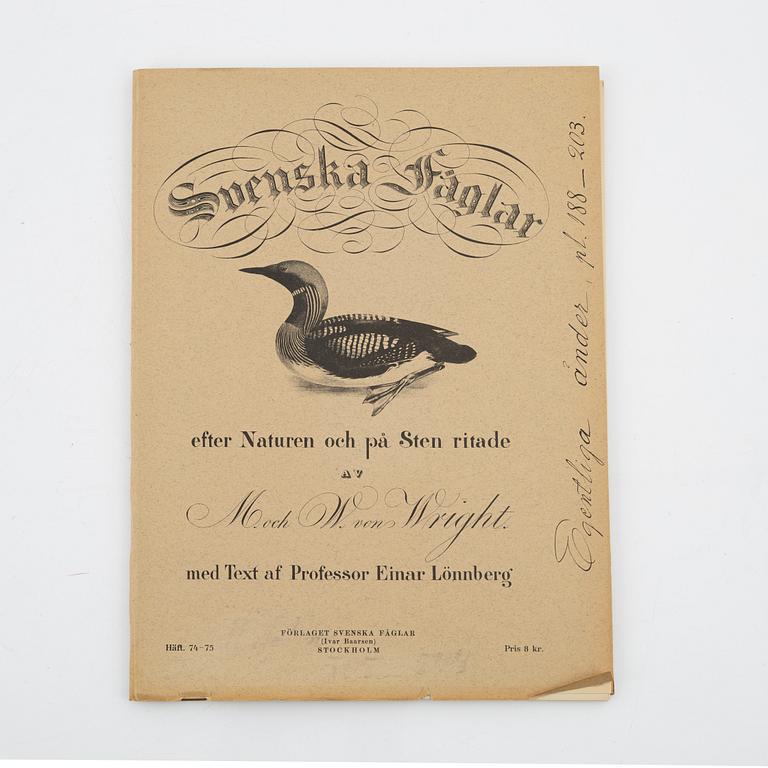 Svenska Fåglar
efter Naturen och på Sten ritade
AV
M. och W. von Wright.
med Text af Professor Einar Lönnberg
FÖRLAGET SVENSKA FÅGLAR
(Ivar Baarsen)
STOCKHOLM
Häft. 74-75
Pris 8 kr.
Egentliga änder, pl. 188 — 203.